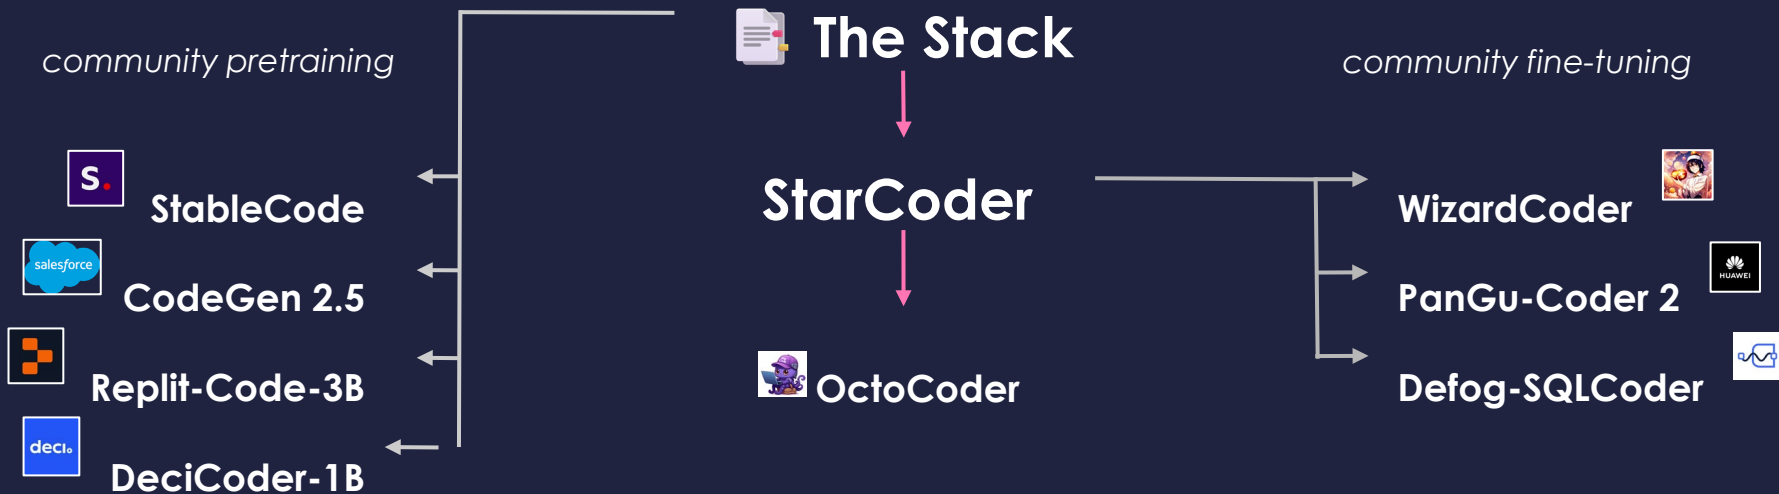 The Stack
community pretraining
community fine-tuning
S.
StableCode
StarCoder
WizardCoder
salesforce
CodeGen 2.5
HUAWEI
PanGu-Coder 2
Replit-Code-3B
OctoCoder
Defog-SQLCoder
deci.
DeciCoder-1B